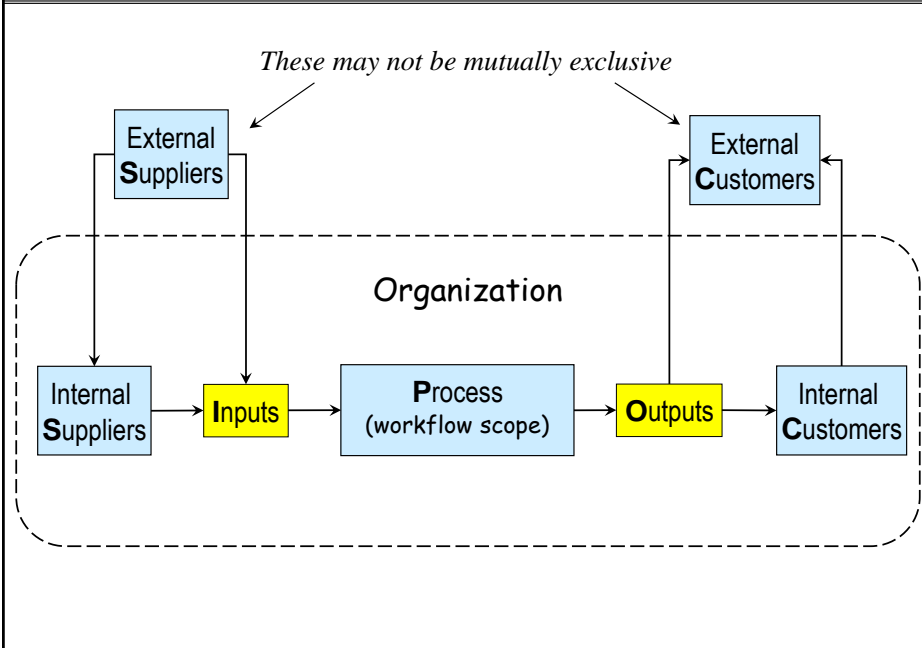 These may not be mutually exclusive
External
Suppliers
External
Customers
Organization
Internal
Suppliers
Inputs
Process
(workflow scope)
Outputs
Internal
Customers